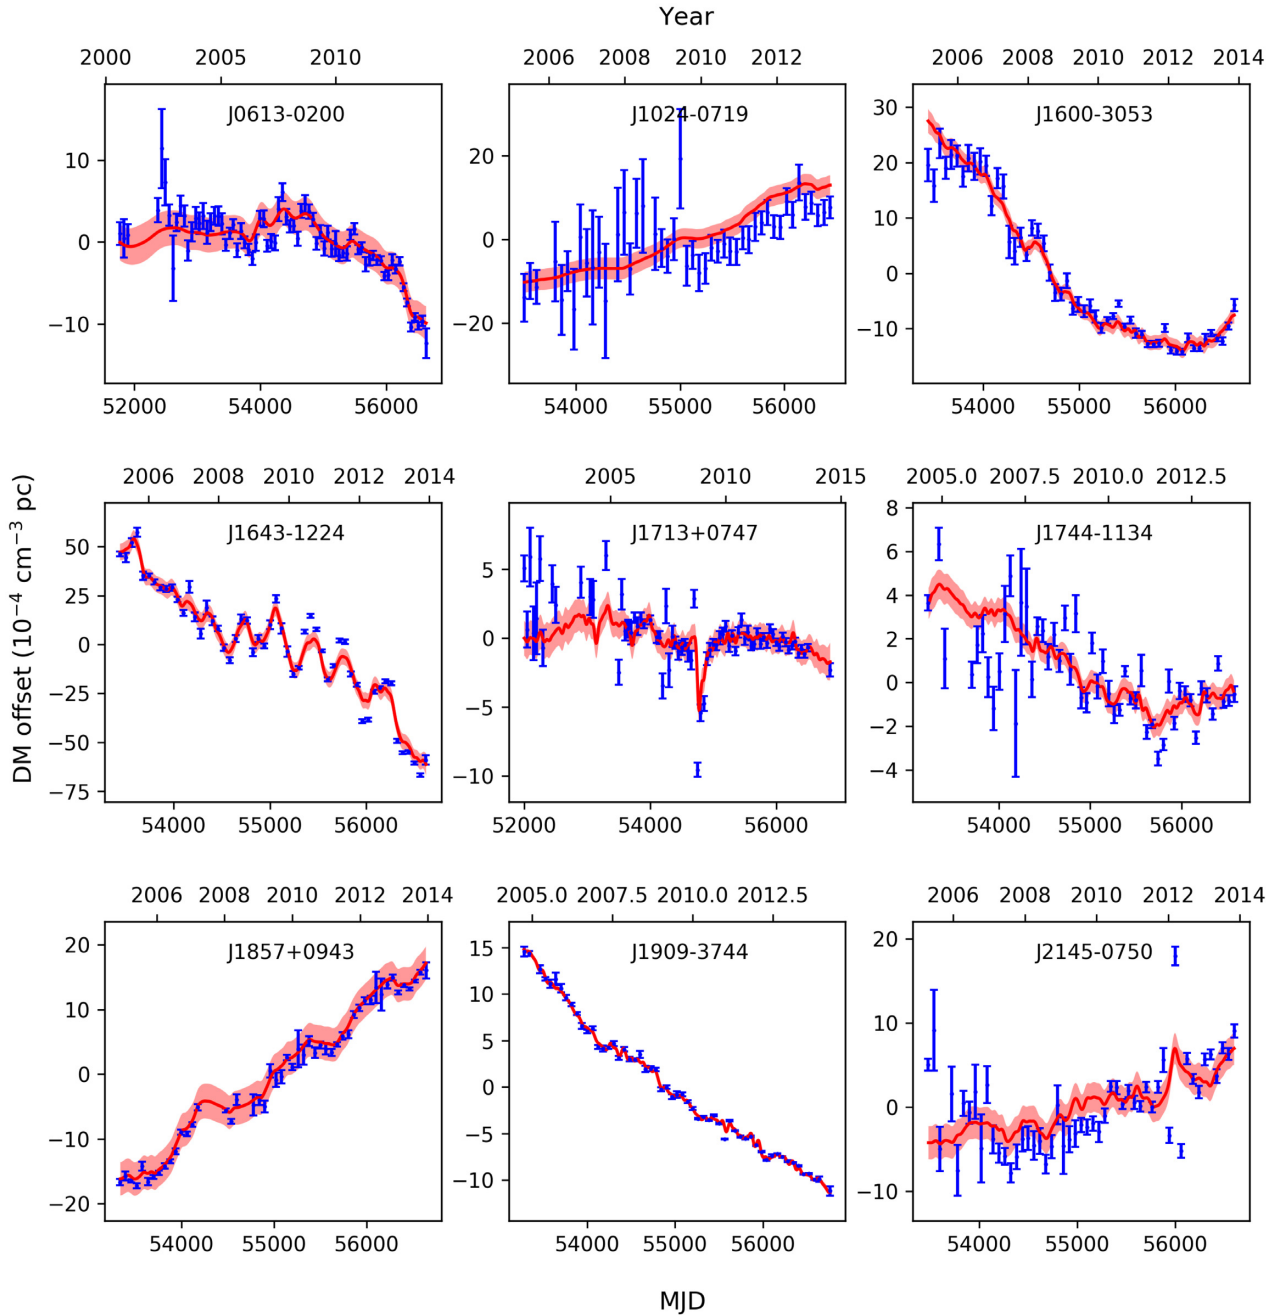 Year
2000 2005 2010
2006 2008 2010 2012
2006 2008 2010 2012 2014
J0613-0200
J1024-0719
J1600-3053
10
0
−10
20
0
−20
30
20
10
0
−10
52000 54000 56000
54000 55000 56000
54000 55000 56000
2006 2008 2010 2012 2014
2005 2010 2015
2005.0 2007.5 2010.0 2012.5
J1643-1224
J1713+0747
J1744-1134
DM offset (10⁻⁴ cm⁻³ pc)
50
25
0
−25
−50
−75
5
0
−5
−10
8
6
4
2
0
−2
−4
54000 55000 56000
52000 54000 56000
54000 55000 56000
2006 2008 2010 2012 2014
2005.0 2007.5 2010.0 2012.5
2006 2008 2010 2012 2014
J1857+0943
J1909-3744
J2145-0750
20
10
0
−10
−20
15
10
5
0
−5
−10
20
10
0
−10
54000 55000 56000
54000 55000 56000
54000 55000 56000
MJD